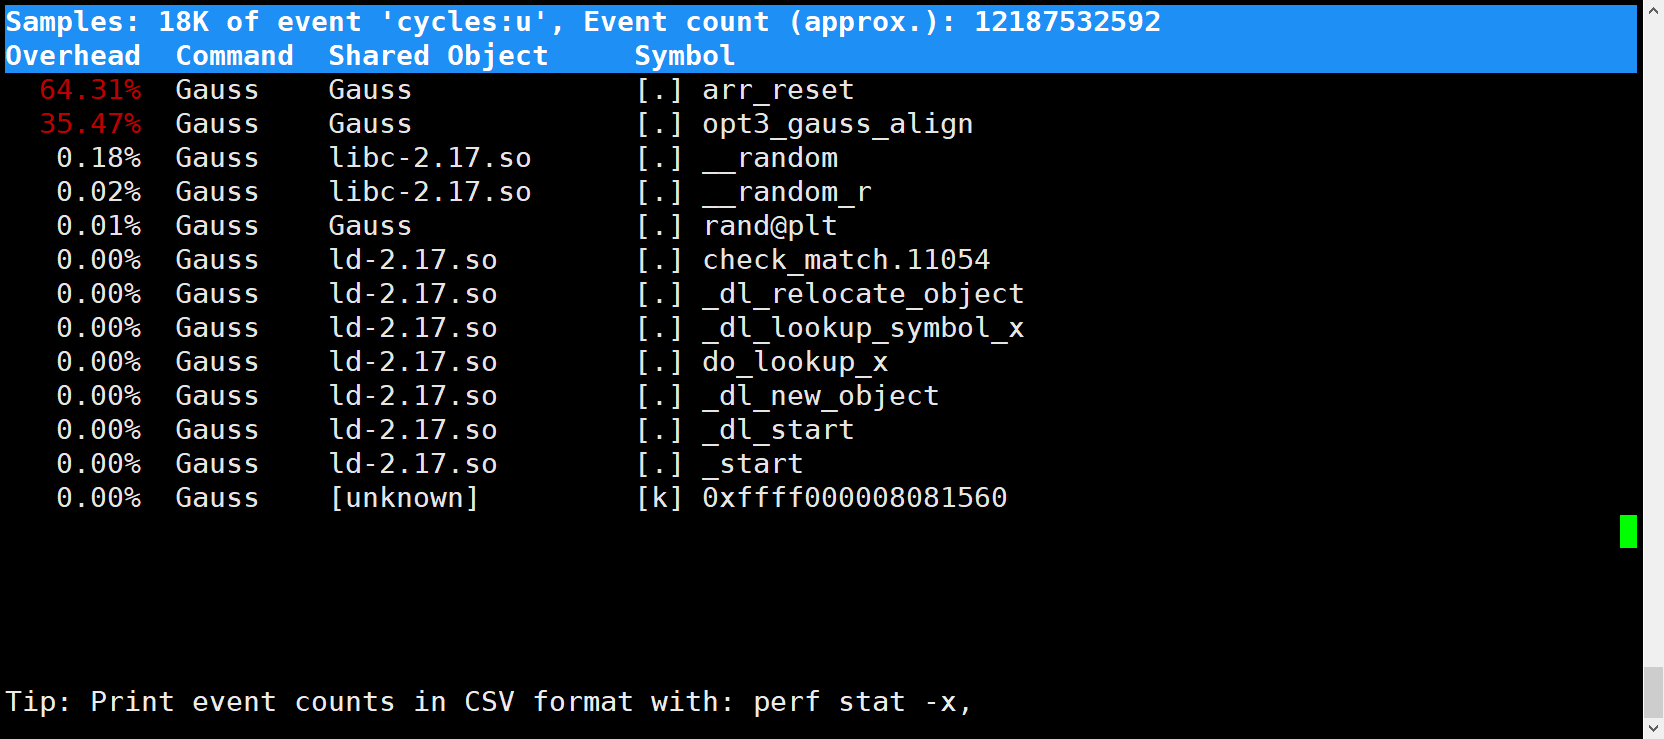 Samples: 18K of event 'cycles:u', Event count (approx.): 12187532592
Overhead  Command  Shared Object     Symbol
  64.31%  Gauss    Gauss             [.] arr_reset
  35.47%  Gauss    Gauss             [.] opt3_gauss_align
   0.18%  Gauss    libc-2.17.so      [.] __random
   0.02%  Gauss    libc-2.17.so      [.] __random_r
   0.01%  Gauss    Gauss             [.] rand@plt
   0.00%  Gauss    ld-2.17.so        [.] check_match.11054
   0.00%  Gauss    ld-2.17.so        [.] _dl_relocate_object
   0.00%  Gauss    ld-2.17.so        [.] _dl_lookup_symbol_x
   0.00%  Gauss    ld-2.17.so        [.] do_lookup_x
   0.00%  Gauss    ld-2.17.so        [.] _dl_new_object
   0.00%  Gauss    ld-2.17.so        [.] _dl_start
   0.00%  Gauss    ld-2.17.so        [.] _start
   0.00%  Gauss    [unknown]         [k] 0xffff000008081560
Tip: Print event counts in CSV format with: perf stat -x,